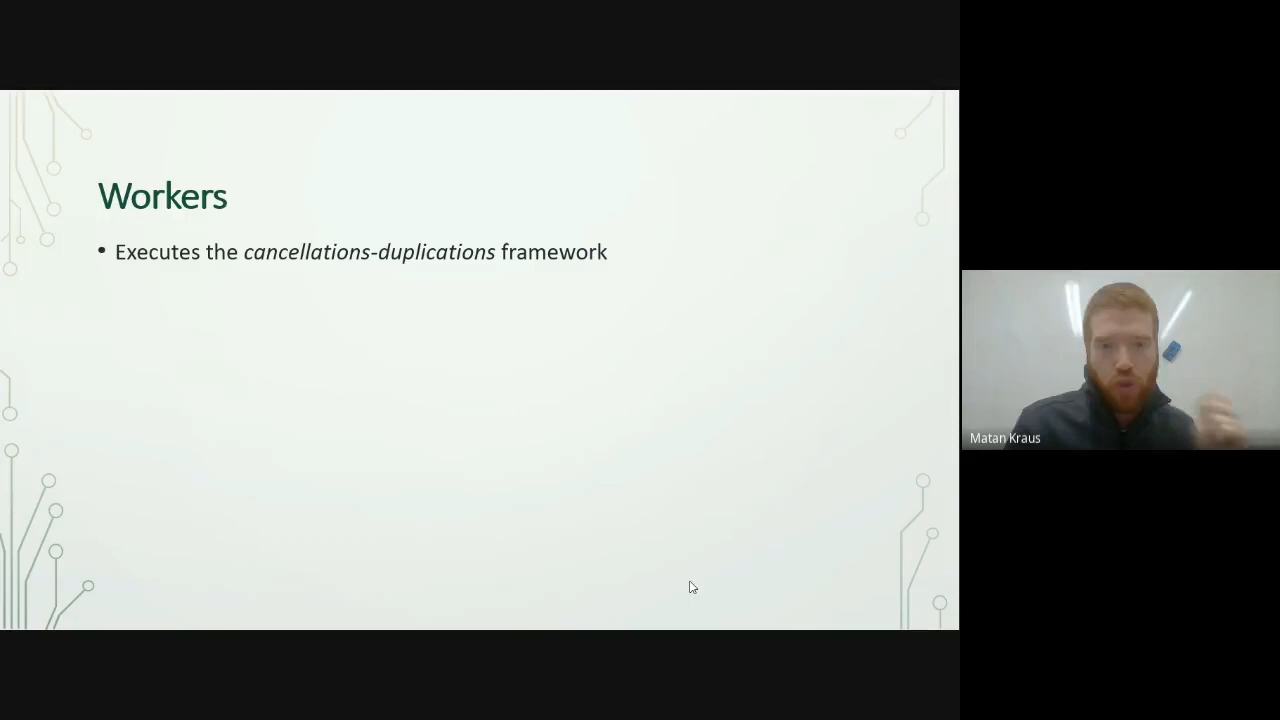 Workers
• Executes the cancellations-duplications framework
Matan Kraus